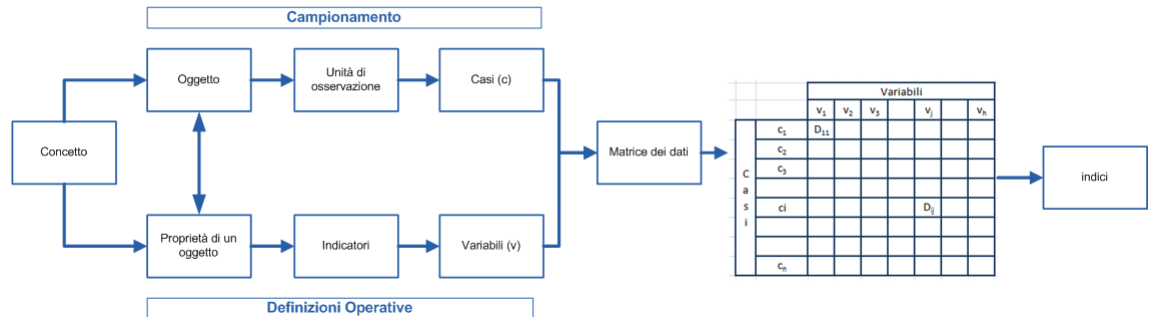 Campionamento
Oggetto
Unità di
osservazione
Casi (c)
Concetto
Proprietà di un
oggetto
Indicatori
Variabili (v)
Definizioni Operative
Matrice dei dati
Variabili
v1 v2 v3 vj vh
C
a
s
i
c1 D11
c2
c3
ci Dij
cn
indici